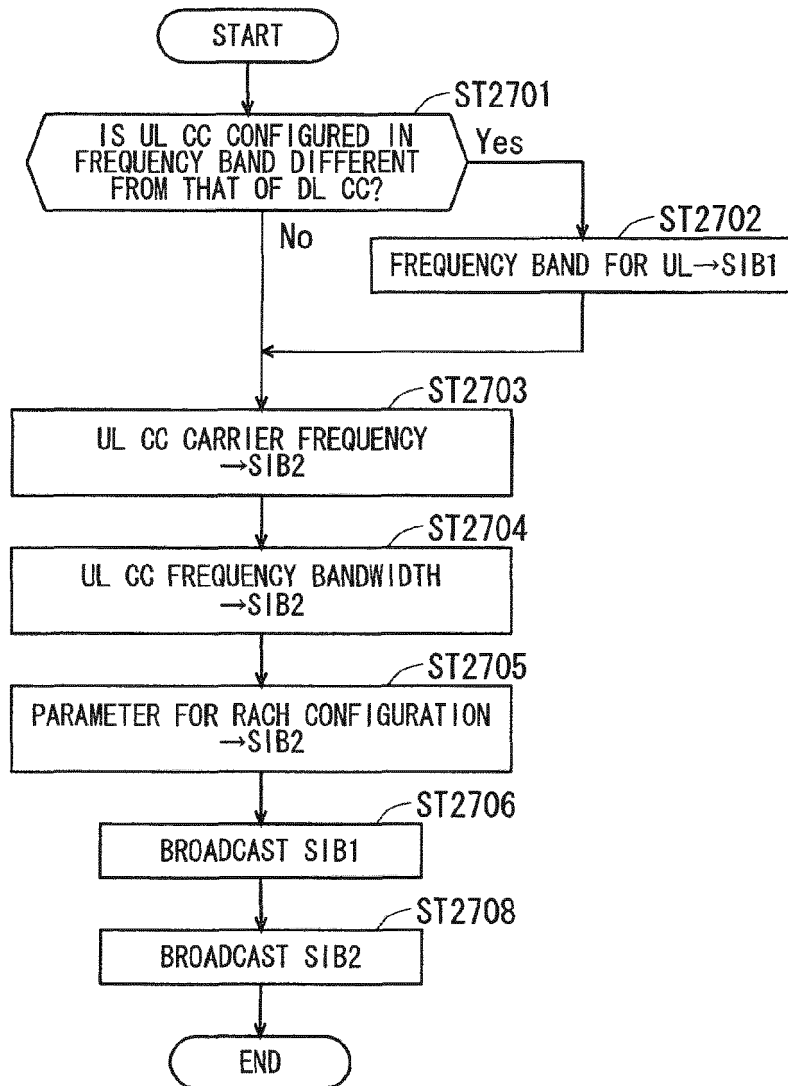 START
ST2701
IS UL CC CONFIGURED IN
FREQUENCY BAND DIFFERENT
FROM THAT OF DL CC?
Yes
No
ST2702
FREQUENCY BAND FOR UL→SIB1
ST2703
UL CC CARRIER FREQUENCY
→SIB2
ST2704
UL CC FREQUENCY BANDWIDTH
→SIB2
ST2705
PARAMETER FOR RACH CONFIGURATION
→SIB2
ST2706
BROADCAST SIB1
ST2708
BROADCAST SIB2
END